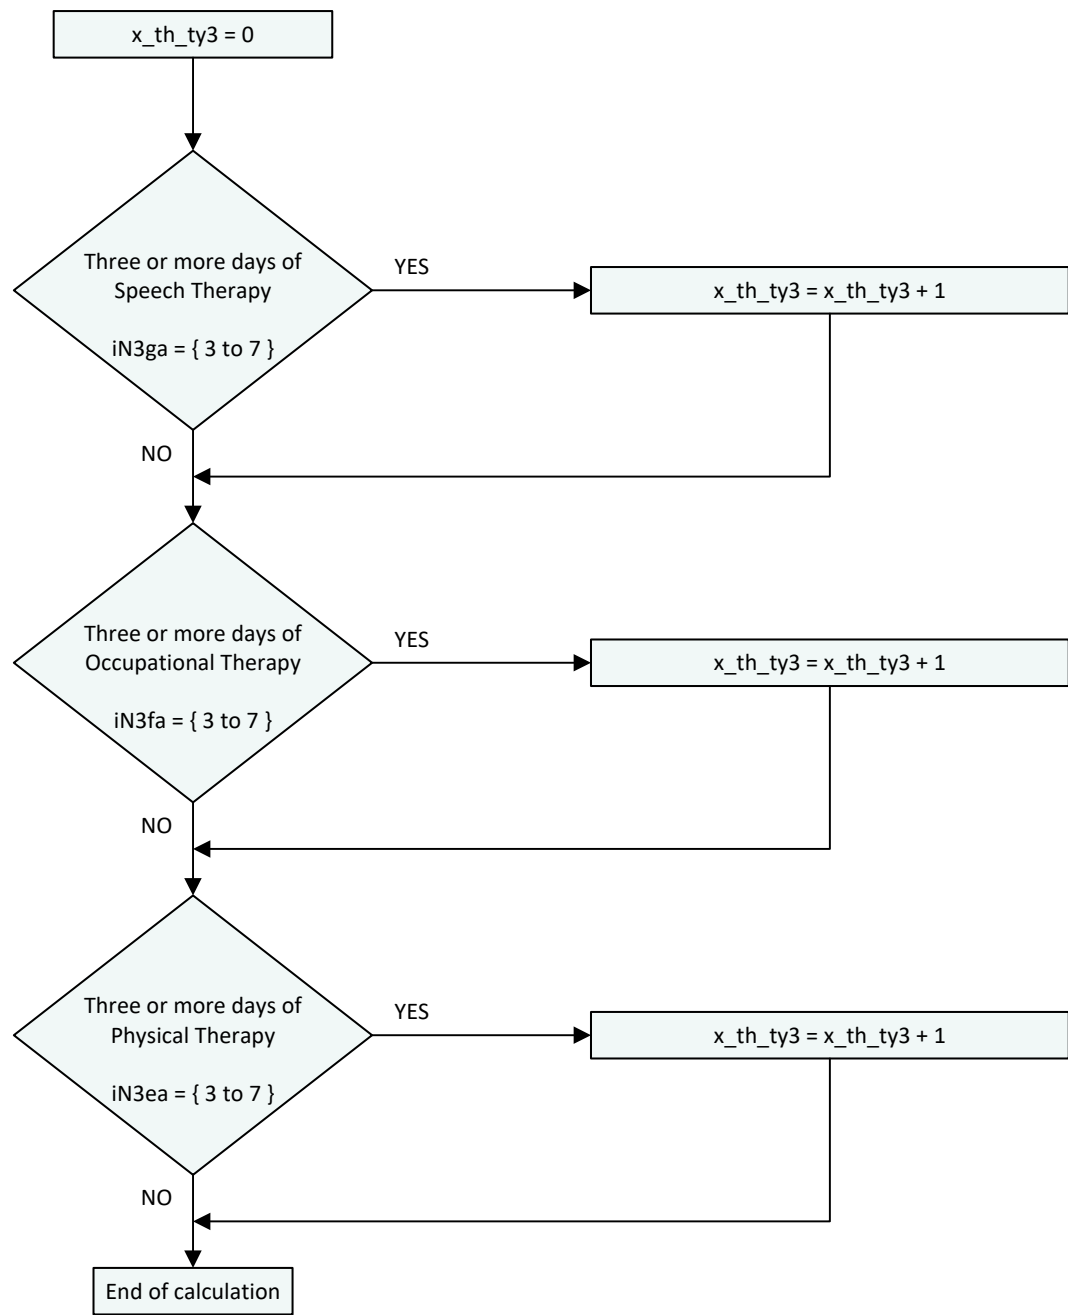 x_th_ty3 = 0
Three or more days of
Speech Therapy
iN3ga = { 3 to 7 }
YES
x_th_ty3 = x_th_ty3 + 1
NO
Three or more days of
Occupational Therapy
iN3fa = { 3 to 7 }
YES
x_th_ty3 = x_th_ty3 + 1
NO
Three or more days of
Physical Therapy
iN3ea = { 3 to 7 }
YES
x_th_ty3 = x_th_ty3 + 1
NO
End of calculation